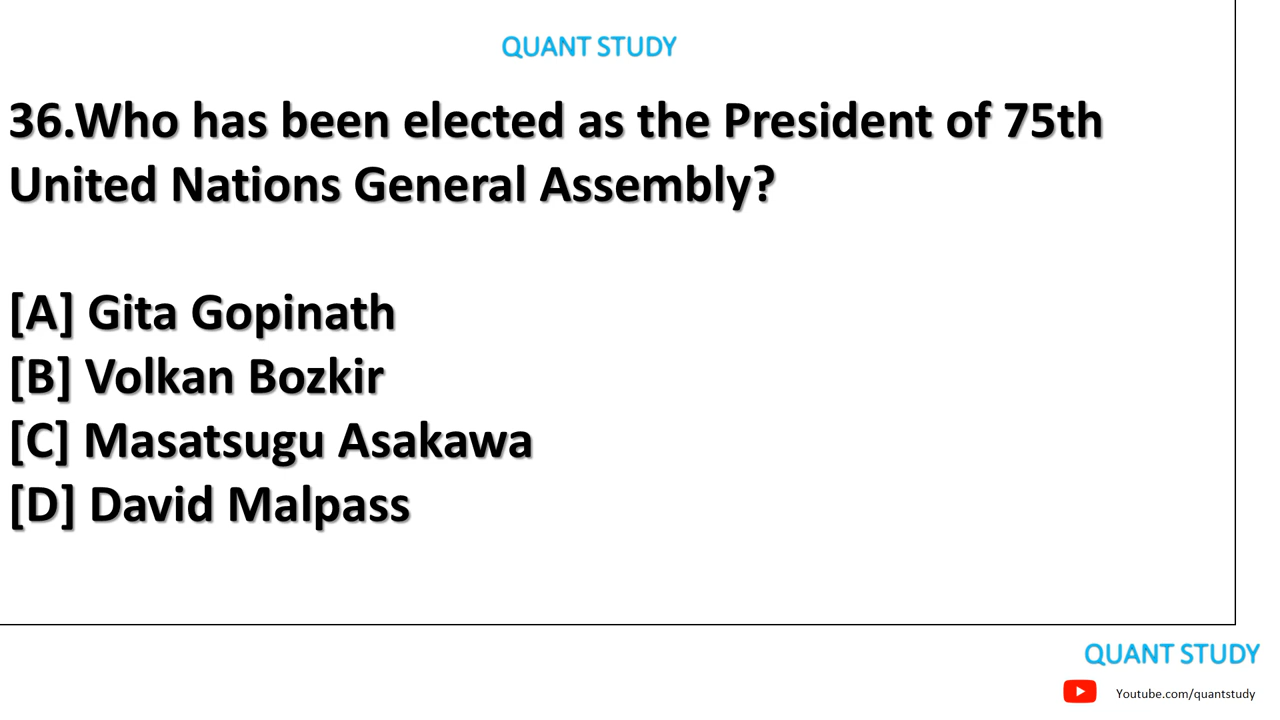 QUANT STUDY
36.Who has been elected as the President of 75th
United Nations General Assembly?
[A] Gita Gopinath
[B] Volkan Bozkir
[C] Masatsugu Asakawa
[D] David Malpass
QUANT STUDY
Youtube.com/quantstudy